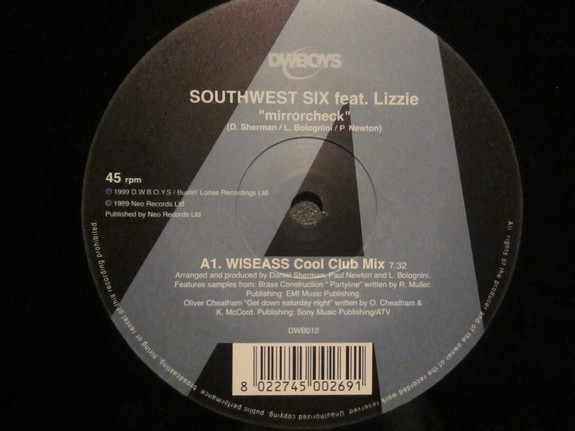 DWBOYS
SOUTHWEST SIX feat. Lizzie
"mirrorcheck"
(D. Sherman / L. Bolognini / P. Newton)
45 rpm
Ⓟ 1999 D.W.B.O.Y.S / Bustin' Loose Recordings Ltd.
© 1999 Neo Records Ltd
Published by Neo Records Ltd
A1. WISEASS Cool Club Mix 7.32
Arranged and produced by Daniel Sherman, Paul Newton and L. Bolognini.
Features samples from: Brass Construction " Partyline" written by R. Muller.
Publishing: EMI Music Publishing.
Oliver Cheatham "Get down saturday night" written by O. Cheatham &
K. McCord. Publishing: Sony Music Publishing/ATV
DWB012
8 022745 002691
All rights of the producer and of the owner of the recorded work reserved. Unauthorized copying, public performance, broadcasting, hiring or rental of this recording prohibited.